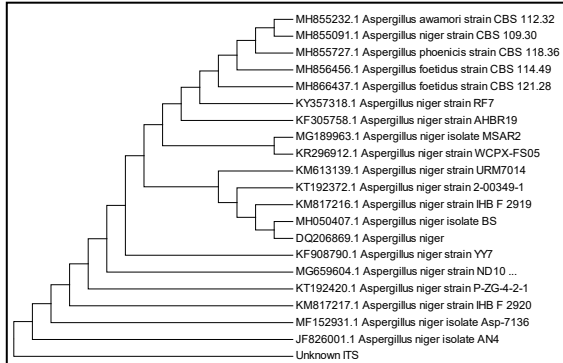 MH855232.1 Aspergillus awamori strain CBS 112.32
MH855091.1 Aspergillus niger strain CBS 109.30
MH855727.1 Aspergillus phoenicis strain CBS 118.36
MH856456.1 Aspergillus foetidus strain CBS 114.49
MH866437.1 Aspergillus foetidus strain CBS 121.28
KY357318.1 Aspergillus niger strain RF7
KF305758.1 Aspergillus niger strain AHBR19
MG189963.1 Aspergillus niger isolate MSAR2
KR296912.1 Aspergillus niger strain WCPX-FS05
KM613139.1 Aspergillus niger strain URM7014
KT192372.1 Aspergillus niger strain 2-00349-1
KM817216.1 Aspergillus niger strain IHB F 2919
MH050407.1 Aspergillus niger isolate BS
DQ206869.1 Aspergillus niger
KF908790.1 Aspergillus niger strain YY7
MG659604.1 Aspergillus niger strain ND10 ...
KT192420.1 Aspergillus niger strain P-ZG-4-2-1
KM817217.1 Aspergillus niger strain IHB F 2920
MF152931.1 Aspergillus niger isolate Asp-7136
JF826001.1 Aspergillus niger isolate AN4
Unknown ITS